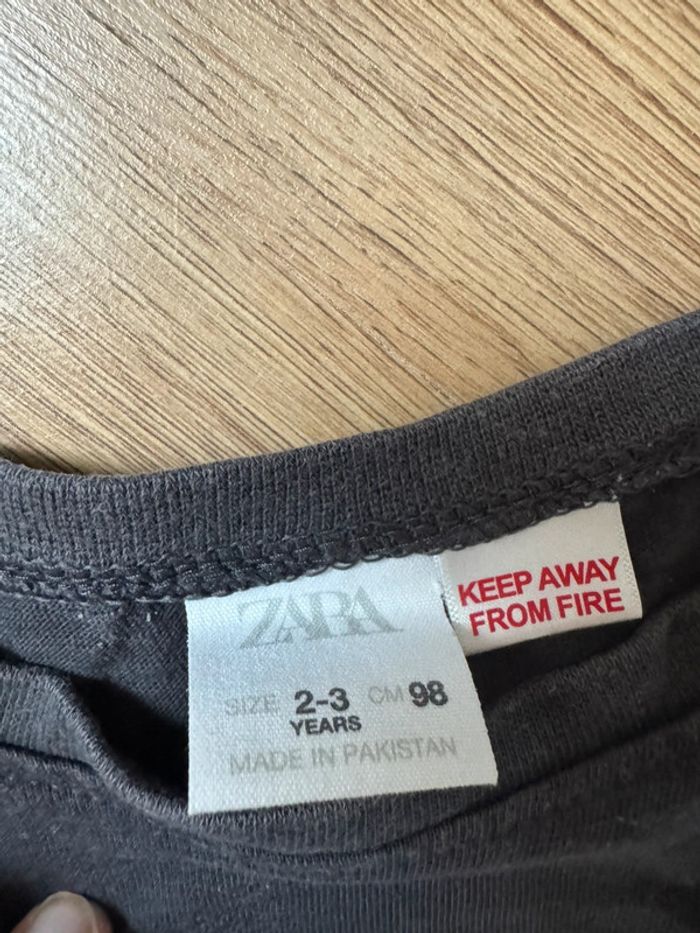 ZARA
SIZE 2-3 YEARS CM 98
MADE IN PAKISTAN
KEEP AWAY
FROM FIRE